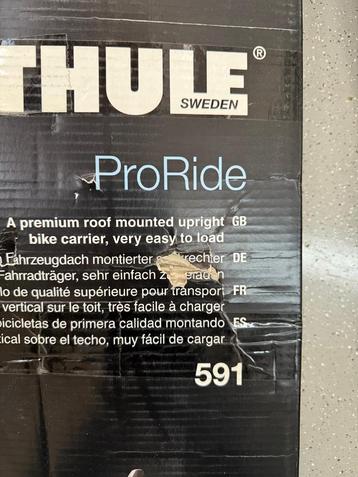 THULE®
SWEDEN
ProRide
A premium roof mounted upright GB
bike carrier, very easy to load
Fahrzeugdach montierter DE
Fahrradträger, sehr einfach
de qualité supérieure pour transport FR
vertical sur le toit, très facile à charger
bicicletas de primera calidad montando ES
sobre el techo, muy fácil de cargar
591